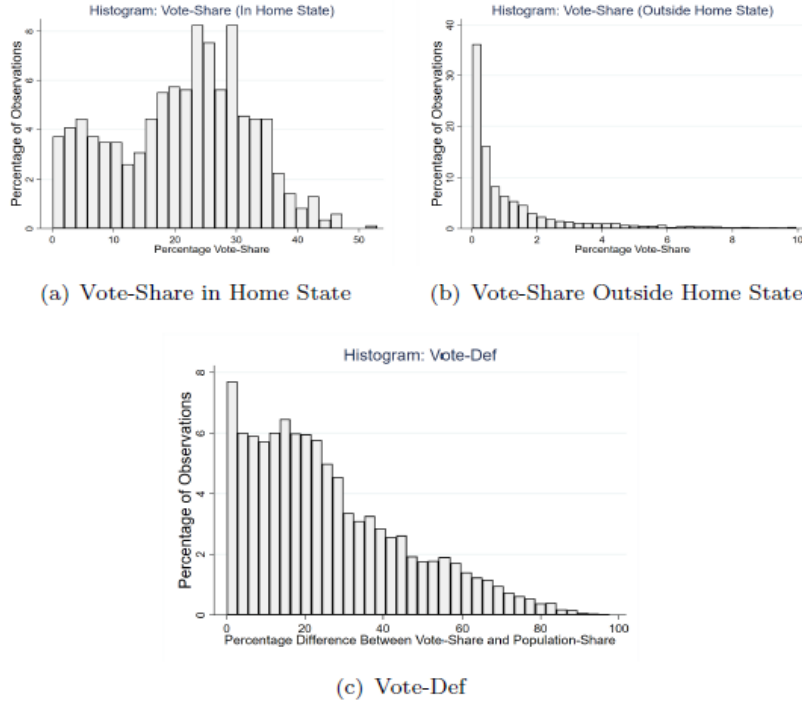 Histogram: Vote-Share (In Home State)
Percentage of Observations
8
6
4
2
0
0 10 20 30 40 50
Percentage Vote-Share
(a) Vote-Share in Home State
Histogram: Vote-Share (Outside Home State)
Percentage of Observations
40
30
20
10
0
0 2 4 6 8 10
Percentage Vote-Share
(b) Vote-Share Outside Home State
Histogram: Vote-Def
Percentage of Observations
8
6
4
2
0
0 20 40 60 80 100
Percentage Difference Between Vote-Share and Population-Share
(c) Vote-Def